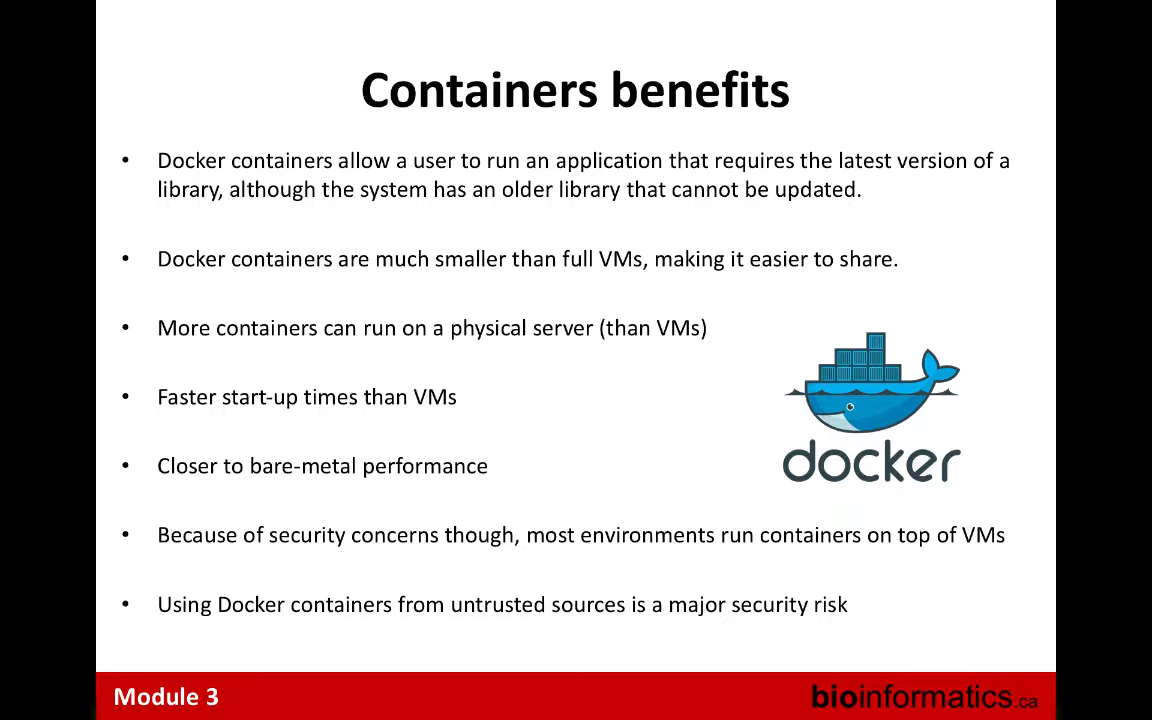 Containers benefits
• Docker containers allow a user to run an application that requires the latest version of a
library, although the system has an older library that cannot be updated.
• Docker containers are much smaller than full VMs, making it easier to share.
• More containers can run on a physical server (than VMs)
• Faster start-up times than VMs
• Closer to bare-metal performance
docker
• Because of security concerns though, most environments run containers on top of VMs
• Using Docker containers from untrusted sources is a major security risk
Module 3
bioinformatics.ca